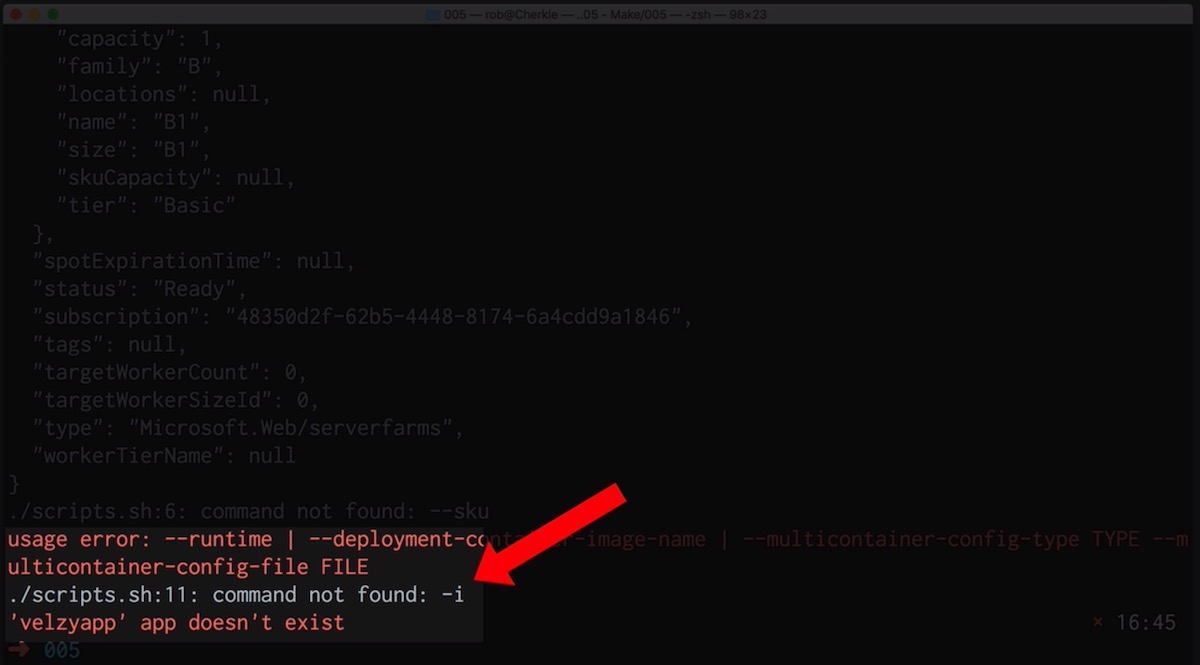 005 — rob@Cherkle — ..05 - Make/005 — -zsh — 98×23
"capacity": 1,
"family": "B",
"locations": null,
"name": "B1",
"size": "B1",
"skuCapacity": null,
"tier": "Basic"
},
"spotExpirationTime": null,
"status": "Ready",
"subscription": "48350d2f-62b5-4448-8174-6a4cdd9a1846",
"tags": null,
"targetWorkerCount": 0,
"targetWorkerSizeId": 0,
"type": "Microsoft.Web/serverfarms",
"workerTierName": null
}
./scripts.sh:6: command not found: --sku
usage error: --runtime | --deployment-container-image-name | --multicontainer-config-type TYPE --m
ulticontainer-config-file FILE
./scripts.sh:11: command not found: -i
'velzyapp' app doesn't exist
➜ 005 × 16:45